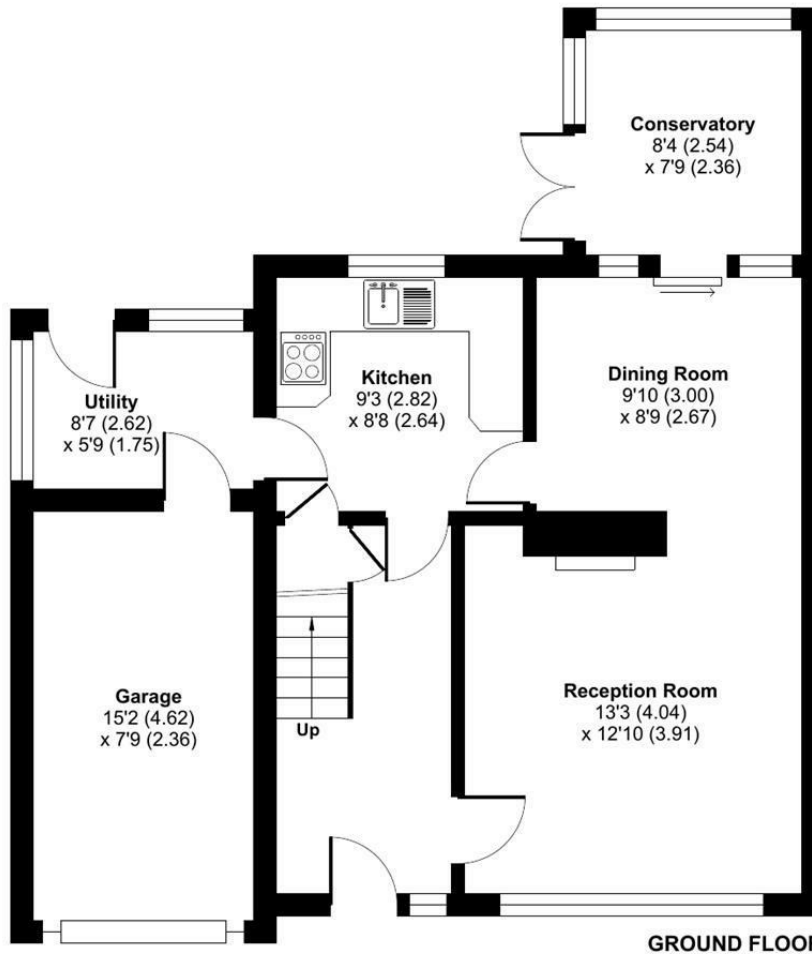 Conservatory
8'4 (2.54)
x 7'9 (2.36)
Kitchen
9'3 (2.82)
x 8'8 (2.64)
Dining Room
9'10 (3.00)
x 8'9 (2.67)
Utility
8'7 (2.62)
x 5'9 (1.75)
Garage
15'2 (4.62)
x 7'9 (2.36)
Up
Reception Room
13'3 (4.04)
x 12'10 (3.91)
GROUND FLOOR